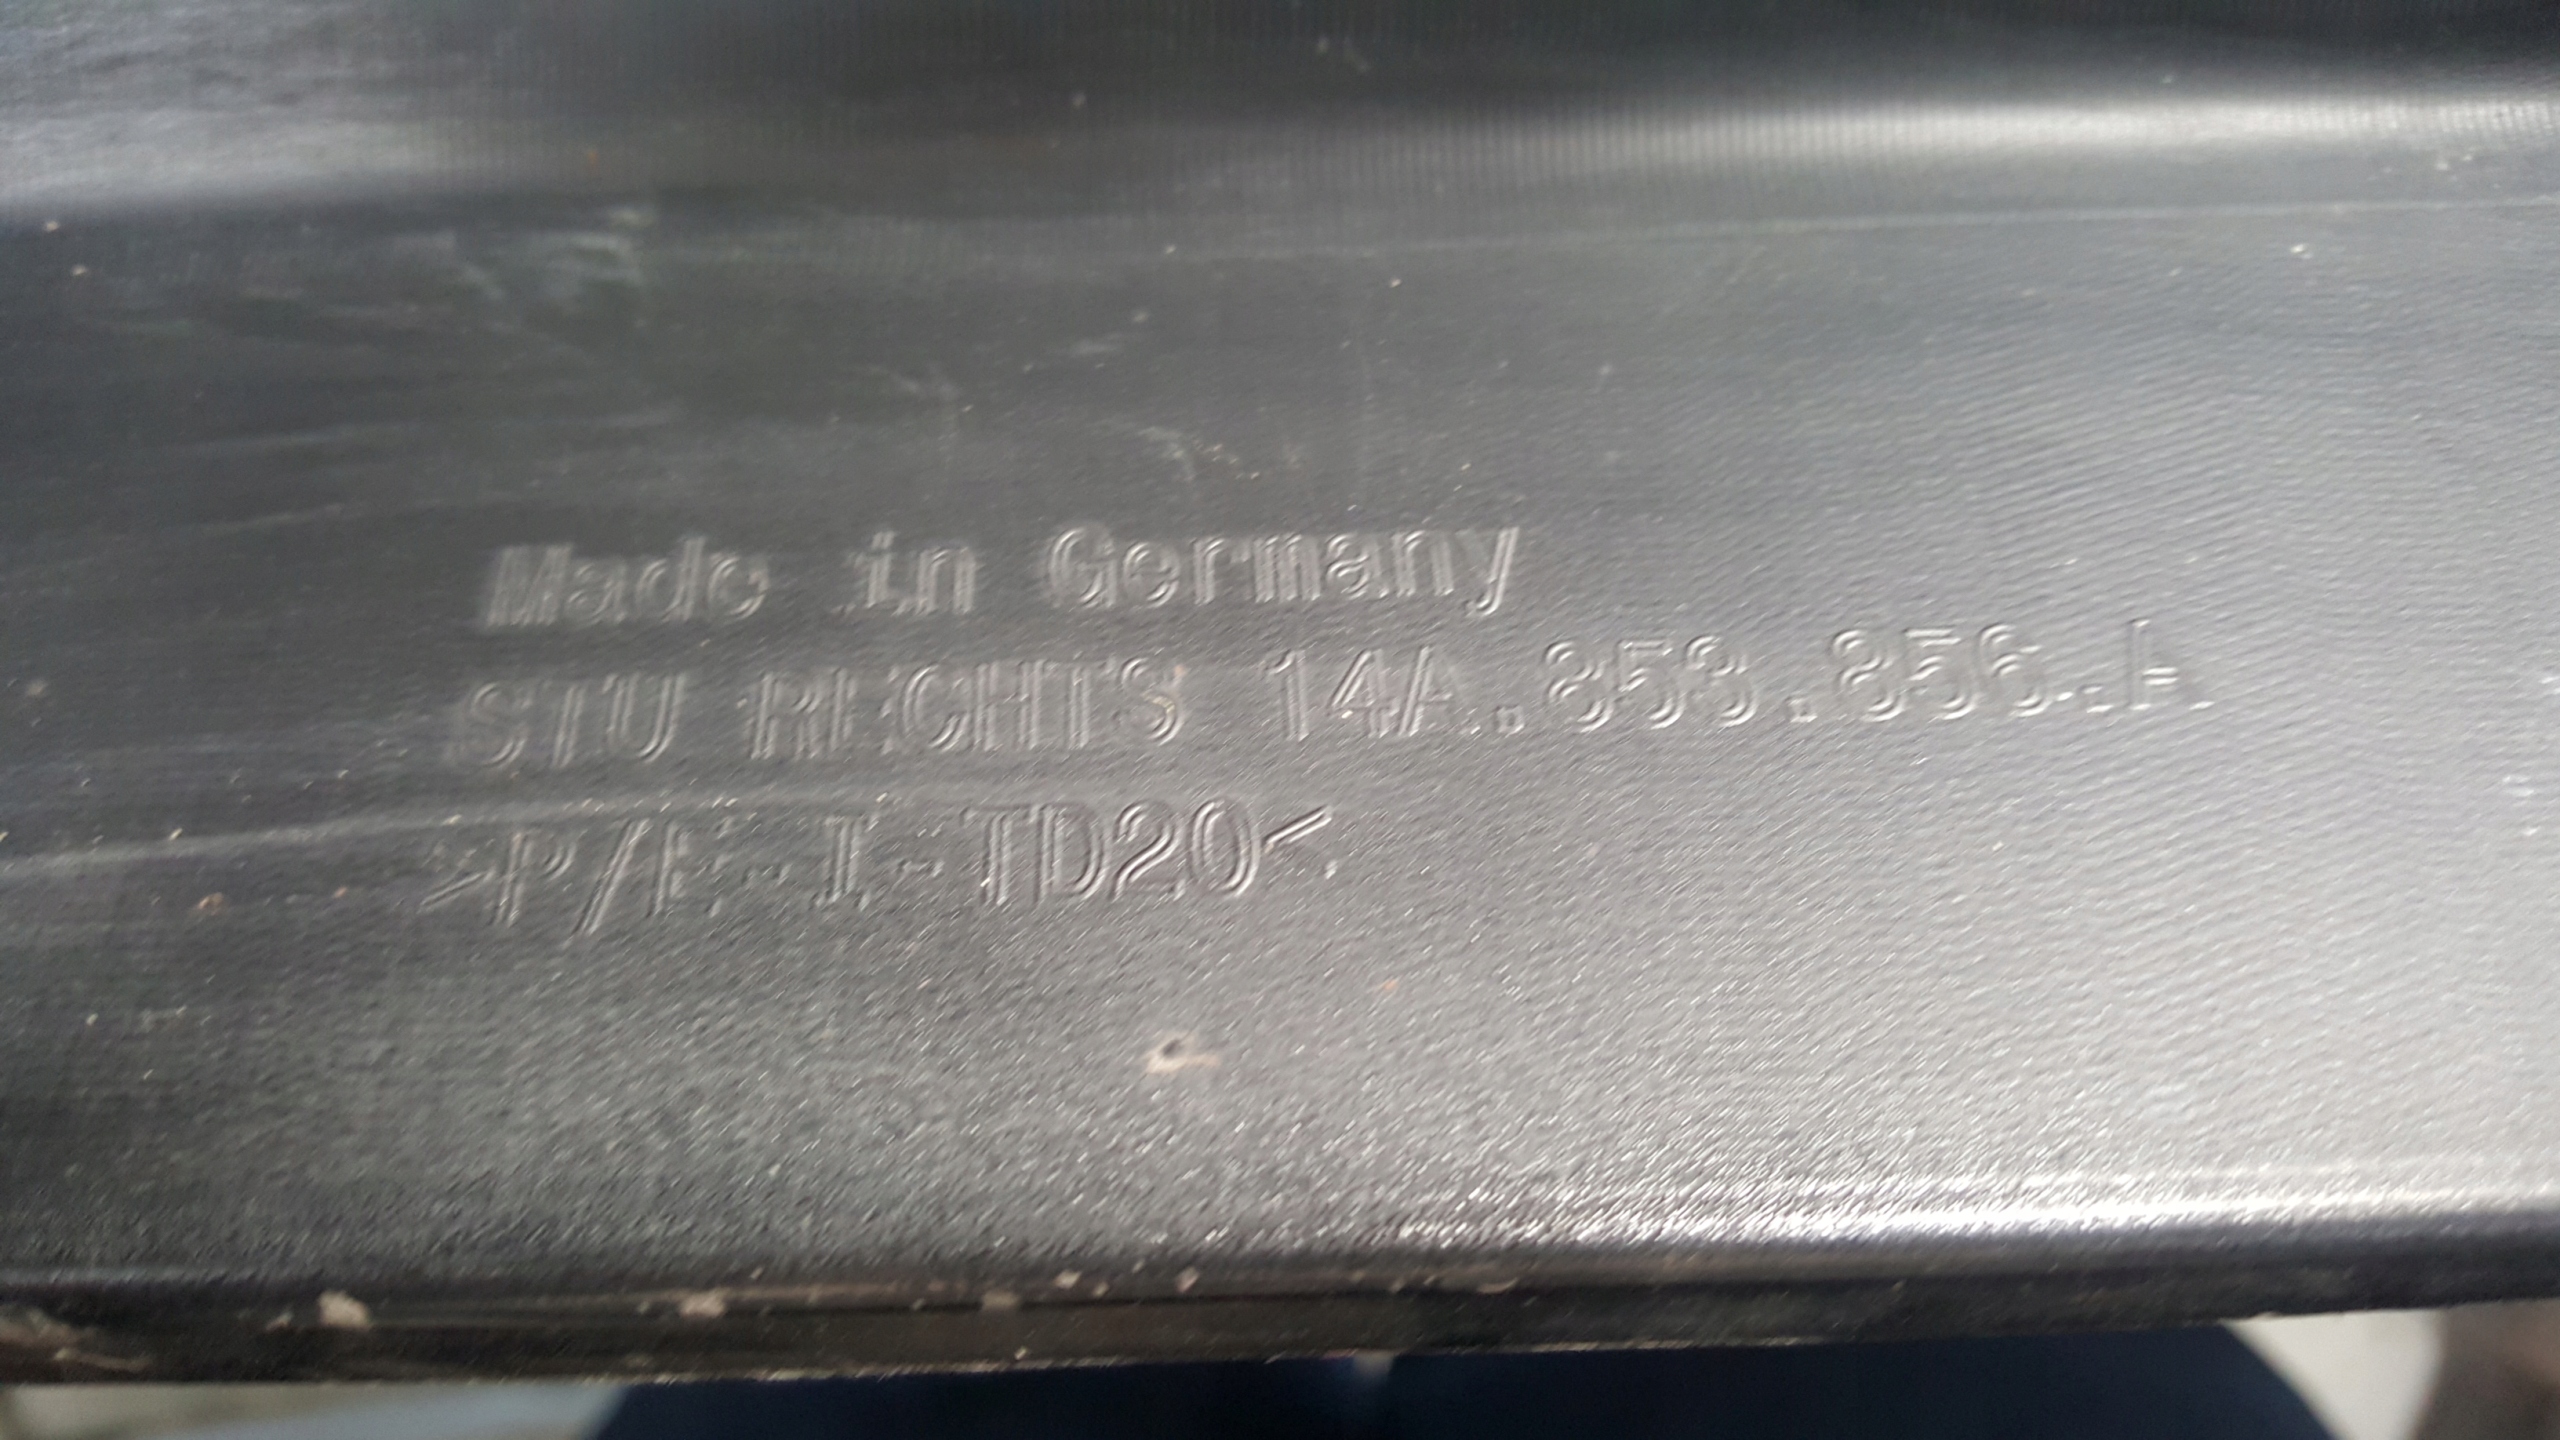 Made in Germany
STU RECHTS 14A.853.856.A
>P/E-I-TD20<